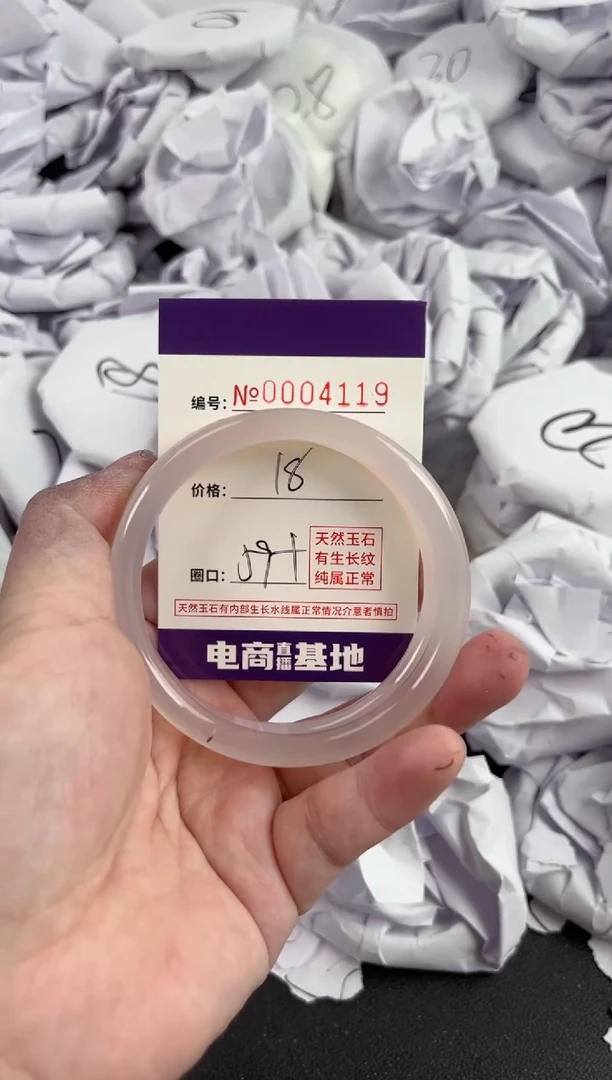 28
20
编号: №0004119
价格: 18
圈口:
天然玉石
有生长纹
纯属正常
天然玉石有内部生长水线属正常情况介意者慎拍
电商直播基地